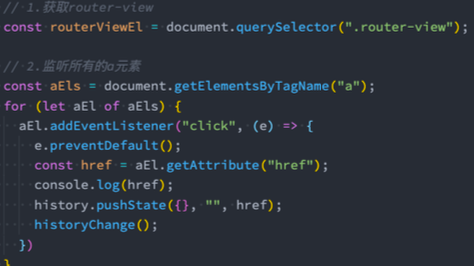 // 1.获取router-view
const routerViewEl = document.querySelector(".router-view");
// 2.监听所有的a元素
const aEls = document.getElementsByTagName("a");
for (let aEl of aEls) {
aEl.addEventListener("click", (e) => {
e.preventDefault();
const href = aEl.getAttribute("href");
console.log(href);
history.pushState({}, "", href);
historyChange();
})
}